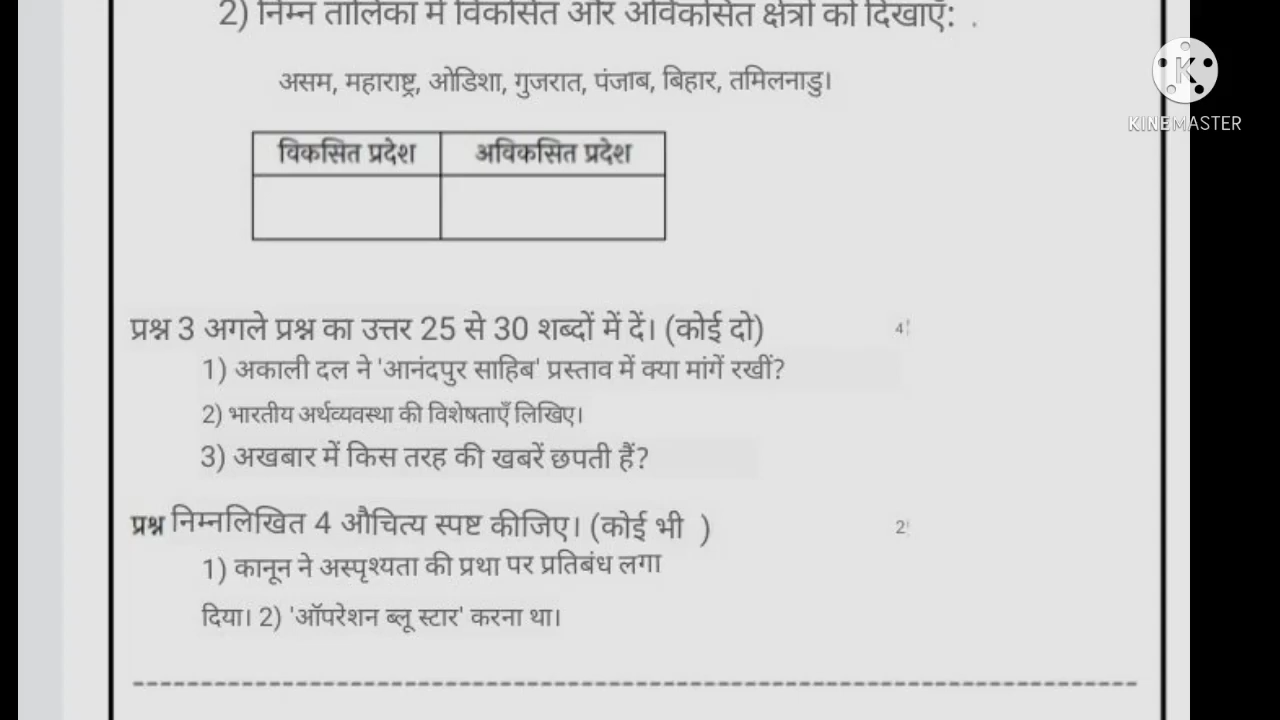 2) निम्न तालिका में विकसित और अविकसित क्षेत्रों को दिखाएँ: .
असम, महाराष्ट्र, ओडिशा, गुजरात, पंजाब, बिहार, तमिलनाडु।
विकसित प्रदेश अविकसित प्रदेश
प्रश्न 3 अगले प्रश्न का उत्तर 25 से 30 शब्दों में दें। (कोई दो) 4
1) अकाली दल ने 'आनंदपुर साहिब' प्रस्ताव में क्या मांगें रखीं?
2) भारतीय अर्थव्यवस्था की विशेषताएँ लिखिए।
3) अखबार में किस तरह की खबरें छपती हैं?
प्रश्न निम्नलिखित 4 औचित्य स्पष्ट कीजिए। (कोई भी ) 2
1) कानून ने अस्पृश्यता की प्रथा पर प्रतिबंध लगा
दिया। 2) 'ऑपरेशन ब्लू स्टार' करना था।
K
KINEMASTER